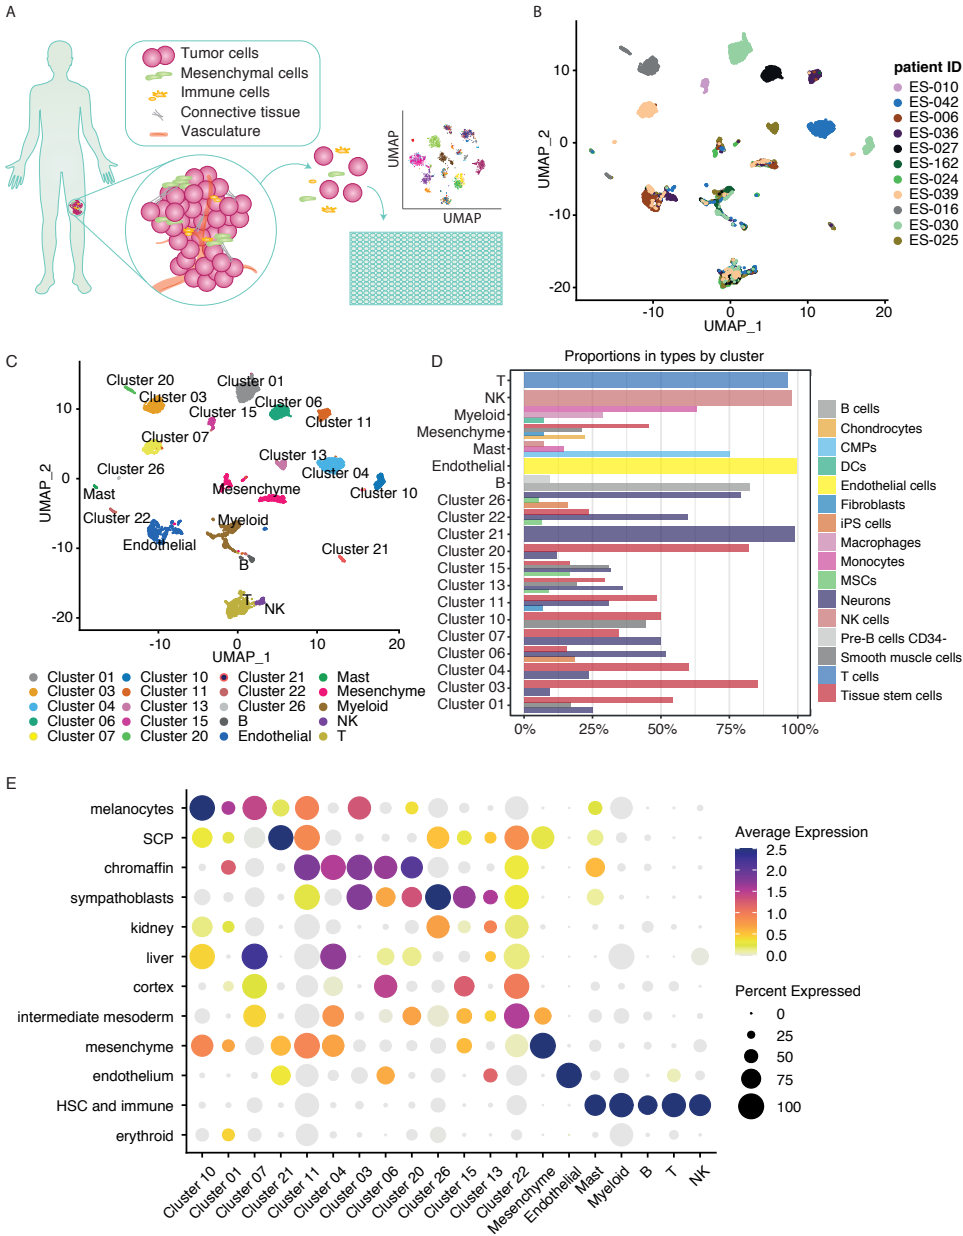 A
Tumor cells
Mesenchymal cells
Immune cells
Connective tissue
Vasculature
UMAP
UMAP
B
UMAP_2
10
0
-10
-20
-10
0
10
20
UMAP_1
patient ID
ES-010
ES-042
ES-006
ES-036
ES-027
ES-162
ES-024
ES-039
ES-016
ES-030
ES-025
C
UMAP_2
10
0
-10
-20
-10
0
10
20
UMAP_1
Cluster 20
Cluster 01
Cluster 03
Cluster 06
Cluster 15
Cluster 11
Cluster 07
Cluster 13
Cluster 26
Cluster 04
Mast
Mesenchyme
Cluster 10
Cluster 22
Myeloid
Endothelial
Cluster 21
B
T
NK
Cluster 01
Cluster 10
Cluster 21
Mast
Cluster 03
Cluster 11
Cluster 22
Mesenchyme
Cluster 04
Cluster 13
Cluster 26
Myeloid
Cluster 06
Cluster 15
B
NK
Cluster 07
Cluster 20
Endothelial
T
D
Proportions in types by cluster
T
NK
Myeloid
Mesenchyme
Mast
Endothelial
B
Cluster 26
Cluster 22
Cluster 21
Cluster 20
Cluster 15
Cluster 13
Cluster 11
Cluster 10
Cluster 07
Cluster 06
Cluster 04
Cluster 03
Cluster 01
0%
25%
50%
75%
100%
B cells
Chondrocytes
CMPs
DCs
Endothelial cells
Fibroblasts
iPS cells
Macrophages
Monocytes
MSCs
Neurons
NK cells
Pre-B cells CD34-
Smooth muscle cells
T cells
Tissue stem cells
E
melanocytes
SCP
chromaffin
sympathoblasts
kidney
liver
cortex
intermediate mesoderm
mesenchyme
endothelium
HSC and immune
erythroid
Cluster 10
Cluster 01
Cluster 07
Cluster 21
Cluster 11
Cluster 04
Cluster 03
Cluster 06
Cluster 20
Cluster 26
Cluster 15
Cluster 13
Cluster 22
Mesenchyme
Endothelial
Mast
Myeloid
B
T
NK
Average Expression
2.5
2.0
1.5
1.0
0.5
0.0
Percent Expressed
0
25
50
75
100